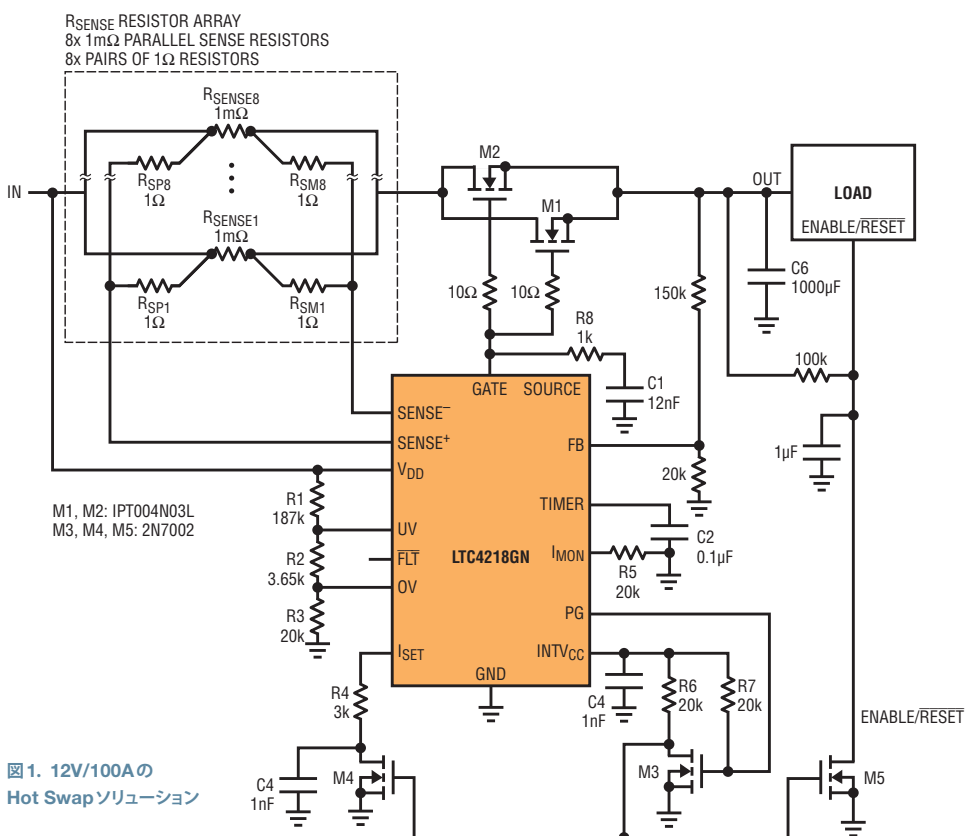 RSENSE RESISTOR ARRAY
8x 1mΩ PARALLEL SENSE RESISTORS
8x PAIRS OF 1Ω RESISTORS
RSENSE8
1mΩ
RSP8
1Ω
RSM8
1Ω
RSENSE1
1mΩ
RSP1
1Ω
RSM1
1Ω
IN
M2
M1
10Ω
10Ω
R8
1k
C1
12nF
150k
20k
OUT
LOAD
ENABLE/RESET
C6
1000µF
100k
1µF
GATE
SOURCE
SENSE–
SENSE+
VDD
UV
FLT
OV
ISET
GND
LTC4218GN
FB
TIMER
IMON
PG
INTVCC
M1, M2: IPT004N03L
M3, M4, M5: 2N7002
R1
187k
R2
3.65k
R3
20k
C2
0.1µF
R5
20k
R4
3k
C4
1nF
M4
C4
1nF
R6
20k
R7
20k
M3
ENABLE/RESET
M5
図1. 12V/100Aの
Hot Swapソリューション